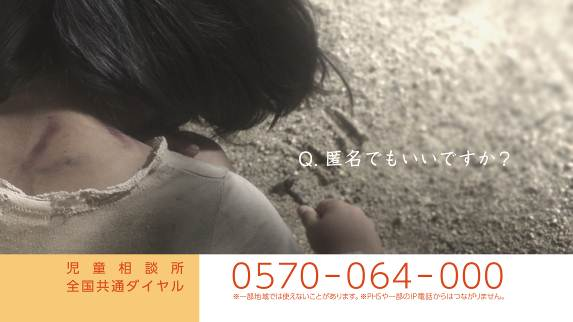 Q. 匿名でもいいですか？
児童相談所
全国共通ダイヤル
0570-064-000
※一部地域では使えないことがあります。※PHSや一部のIP電話からはつながりません。